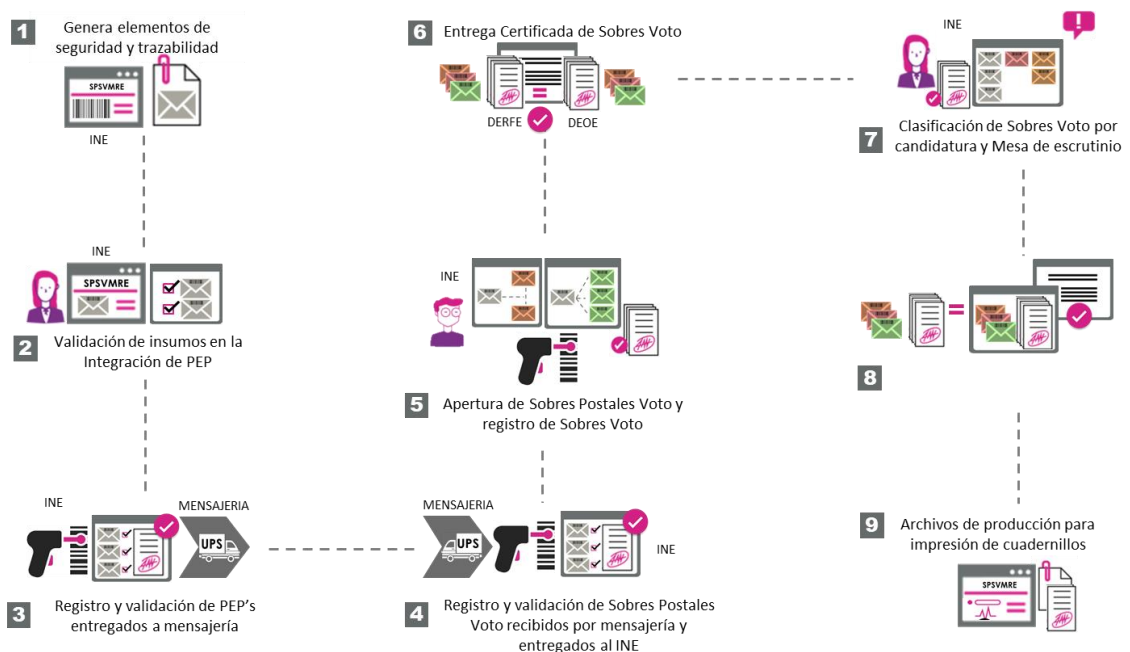 1
Genera elementos de
seguridad y trazabilidad
SPSVMRE
INE
INE
SPSVMRE
2
Validación de insumos en la
Integración de PEP
INE
MENSAJERIA
UPS
3
Registro y validación de PEP's
entregados a mensajería
MENSAJERIA
UPS
INE
4
Registro y validación de Sobres Postales
Voto recibidos por mensajería y
entregados al INE
INE
5
Apertura de Sobres Postales Voto y
registro de Sobres Voto
6
Entrega Certificada de Sobres Voto
DERFE
DEOE
INE
7
Clasificación de Sobres Voto por
candidatura y Mesa de escrutinio
8
9
Archivos de producción para
impresión de cuadernillos
SPSVMRE